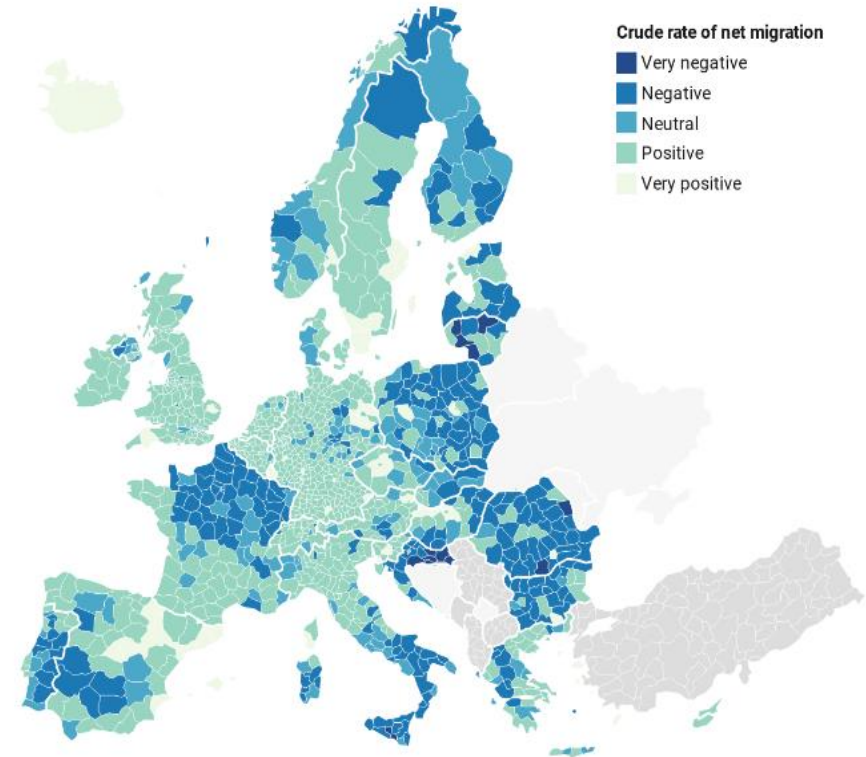 Crude rate of net migration
Very negative
Negative
Neutral
Positive
Very positive